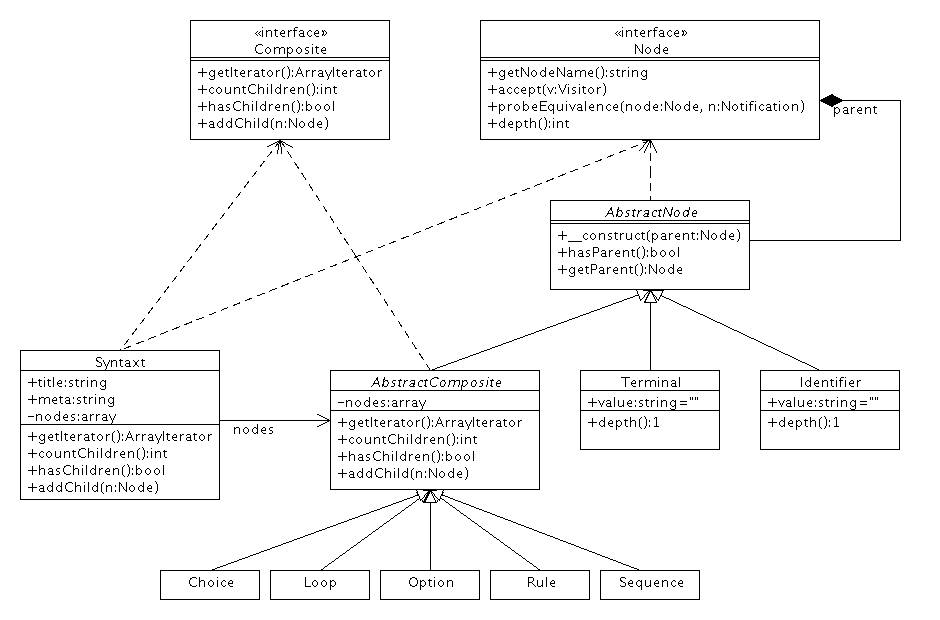 «interface»
Composite
+getIterator():ArrayIterator
+countChildren():int
+hasChildren():bool
+addChild(n:Node)
«interface»
Node
+getNodeName():string
+accept(v:Visitor)
+probeEquivalence(node:Node, n:Notification)
+depth():int
parent
AbstractNode
+__construct(parent:Node)
+hasParent():bool
+getParent():Node
Syntaxt
+title:string
+meta:string
-nodes:array
+getIterator():ArrayIterator
+countChildren():int
+hasChildren():bool
+addChild(n:Node)
nodes
AbstractComposite
-nodes:array
+getIterator():ArrayIterator
+countChildren():int
+hasChildren():bool
+addChild(n:Node)
Terminal
+value:string=""
+depth():1
Identifier
+value:string=""
+depth():1
Choice
Loop
Option
Rule
Sequence